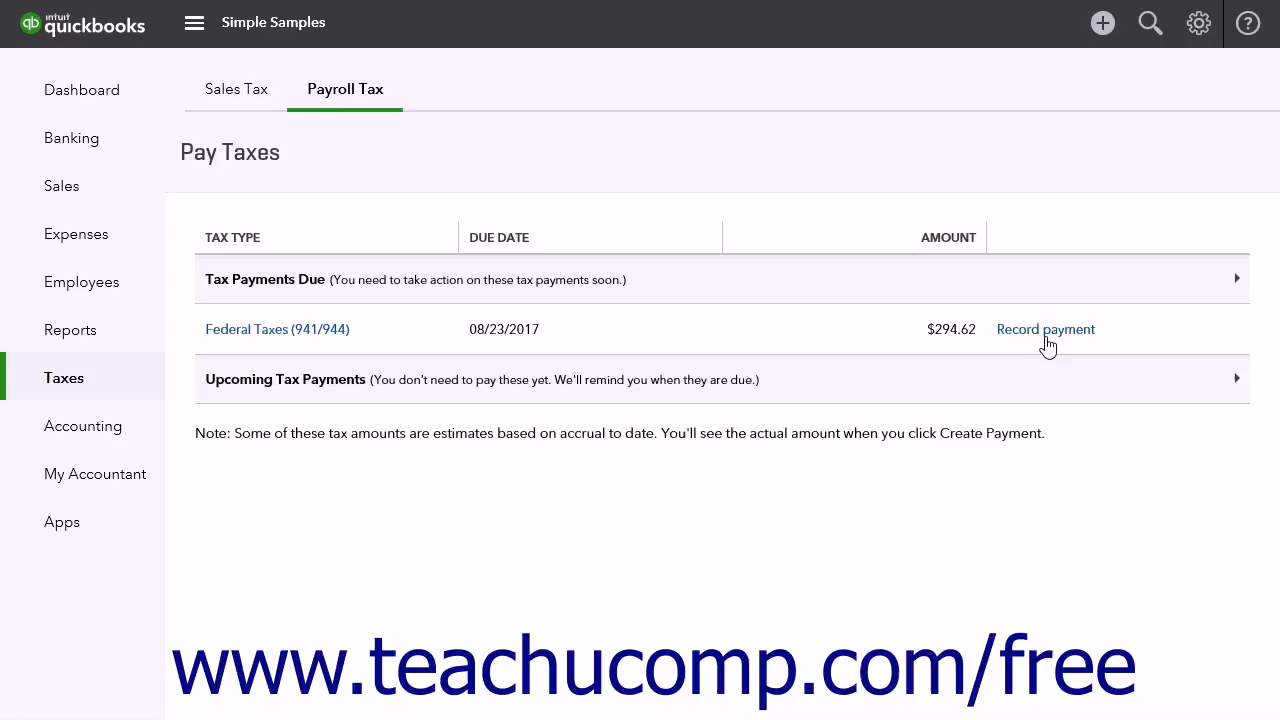 intuit
quickbooks
Simple Samples
Dashboard
Banking
Sales
Expenses
Employees
Reports
Taxes
Accounting
My Accountant
Apps
Sales Tax
Payroll Tax
Pay Taxes
TAX TYPE DUE DATE AMOUNT
Tax Payments Due (You need to take action on these tax payments soon.)
Federal Taxes (941/944) 08/23/2017 $294.62 Record payment
Upcoming Tax Payments (You don't need to pay these yet. We'll remind you when they are due.)
Note: Some of these tax amounts are estimates based on accrual to date. You'll see the actual amount when you click Create Payment.
www.teachucomp.com/free